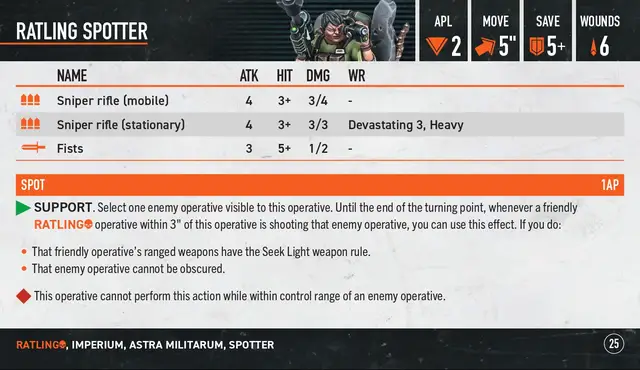 RATLING SPOTTER
APL 2
MOVE 5"
SAVE 5+
WOUNDS 6
NAME ATK HIT DMG WR
Sniper rifle (mobile) 4 3+ 3/4 -
Sniper rifle (stationary) 4 3+ 3/3 Devastating 3, Heavy
Fists 3 5+ 1/2 -
SPOT 1AP
SUPPORT. Select one enemy operative visible to this operative. Until the end of the turning point, whenever a friendly
RATLING operative within 3" of this operative is shooting that enemy operative, you can use this effect. If you do:
• That friendly operative's ranged weapons have the Seek Light weapon rule.
• That enemy operative cannot be obscured.
This operative cannot perform this action while within control range of an enemy operative.
RATLING, IMPERIUM, ASTRA MILITARUM, SPOTTER
25